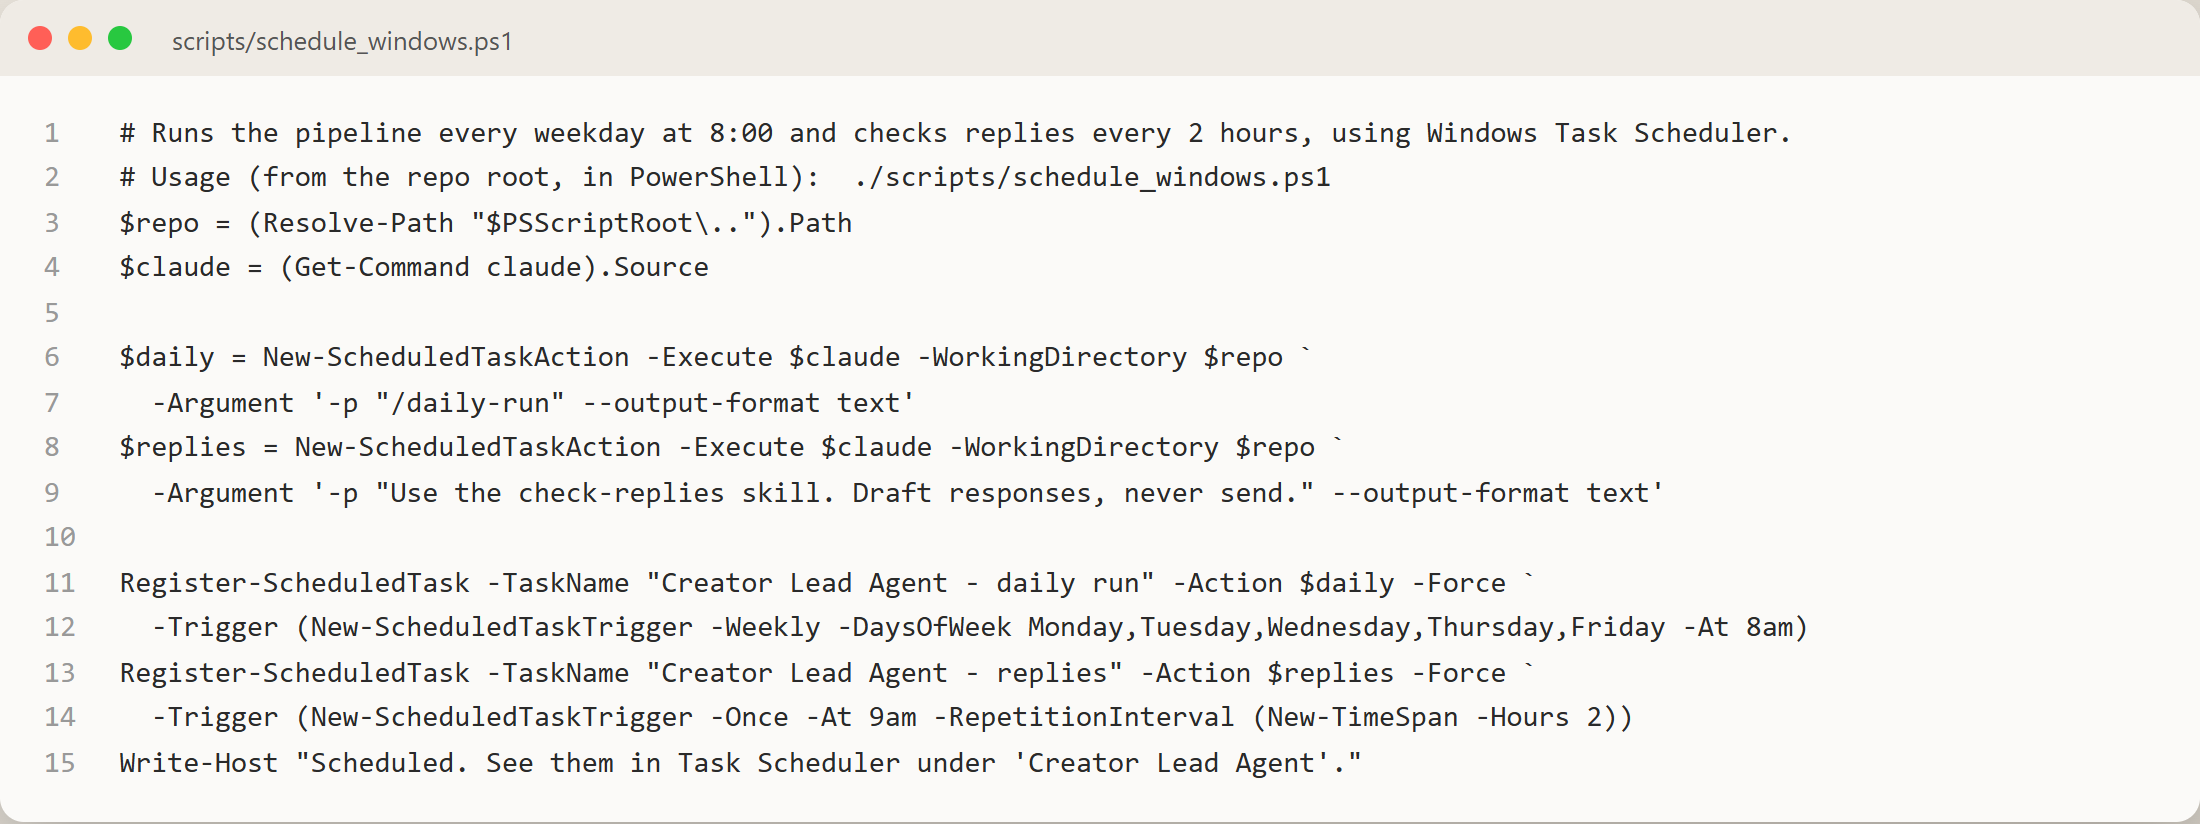 scripts/schedule_windows.ps1
1 # Runs the pipeline every weekday at 8:00 and checks replies every 2 hours, using Windows Task Scheduler.
2 # Usage (from the repo root, in PowerShell):  ./scripts/schedule_windows.ps1
3 $repo = (Resolve-Path "$PSScriptRoot\..").Path
4 $claude = (Get-Command claude).Source
5
6 $daily = New-ScheduledTaskAction -Execute $claude -WorkingDirectory $repo `
7   -Argument '-p "/daily-run" --output-format text'
8 $replies = New-ScheduledTaskAction -Execute $claude -WorkingDirectory $repo `
9   -Argument '-p "Use the check-replies skill. Draft responses, never send." --output-format text'
10
11 Register-ScheduledTask -TaskName "Creator Lead Agent - daily run" -Action $daily -Force `
12   -Trigger (New-ScheduledTaskTrigger -Weekly -DaysOfWeek Monday,Tuesday,Wednesday,Thursday,Friday -At 8am)
13 Register-ScheduledTask -TaskName "Creator Lead Agent - replies" -Action $replies -Force `
14   -Trigger (New-ScheduledTaskTrigger -Once -At 9am -RepetitionInterval (New-TimeSpan -Hours 2))
15 Write-Host "Scheduled. See them in Task Scheduler under 'Creator Lead Agent'."